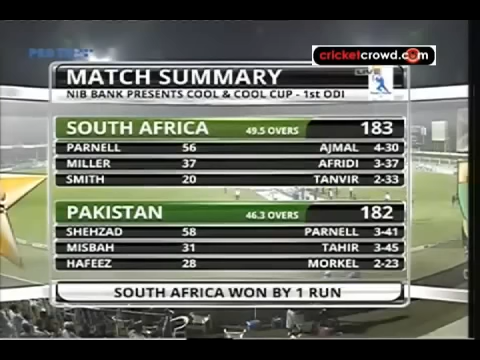 cricketcrowd.com
LIVE
MATCH SUMMARY
NIB BANK PRESENTS COOL & COOL CUP - 1st ODI
SOUTH AFRICA 49.5 OVERS 183
PARNELL 56 AJMAL 4-30
MILLER 37 AFRIDI 3-37
SMITH 20 TANVIR 2-33
PAKISTAN 46.3 OVERS 182
SHEHZAD 58 PARNELL 3-41
MISBAH 31 TAHIR 3-45
HAFEEZ 28 MORKEL 2-23
SOUTH AFRICA WON BY 1 RUN